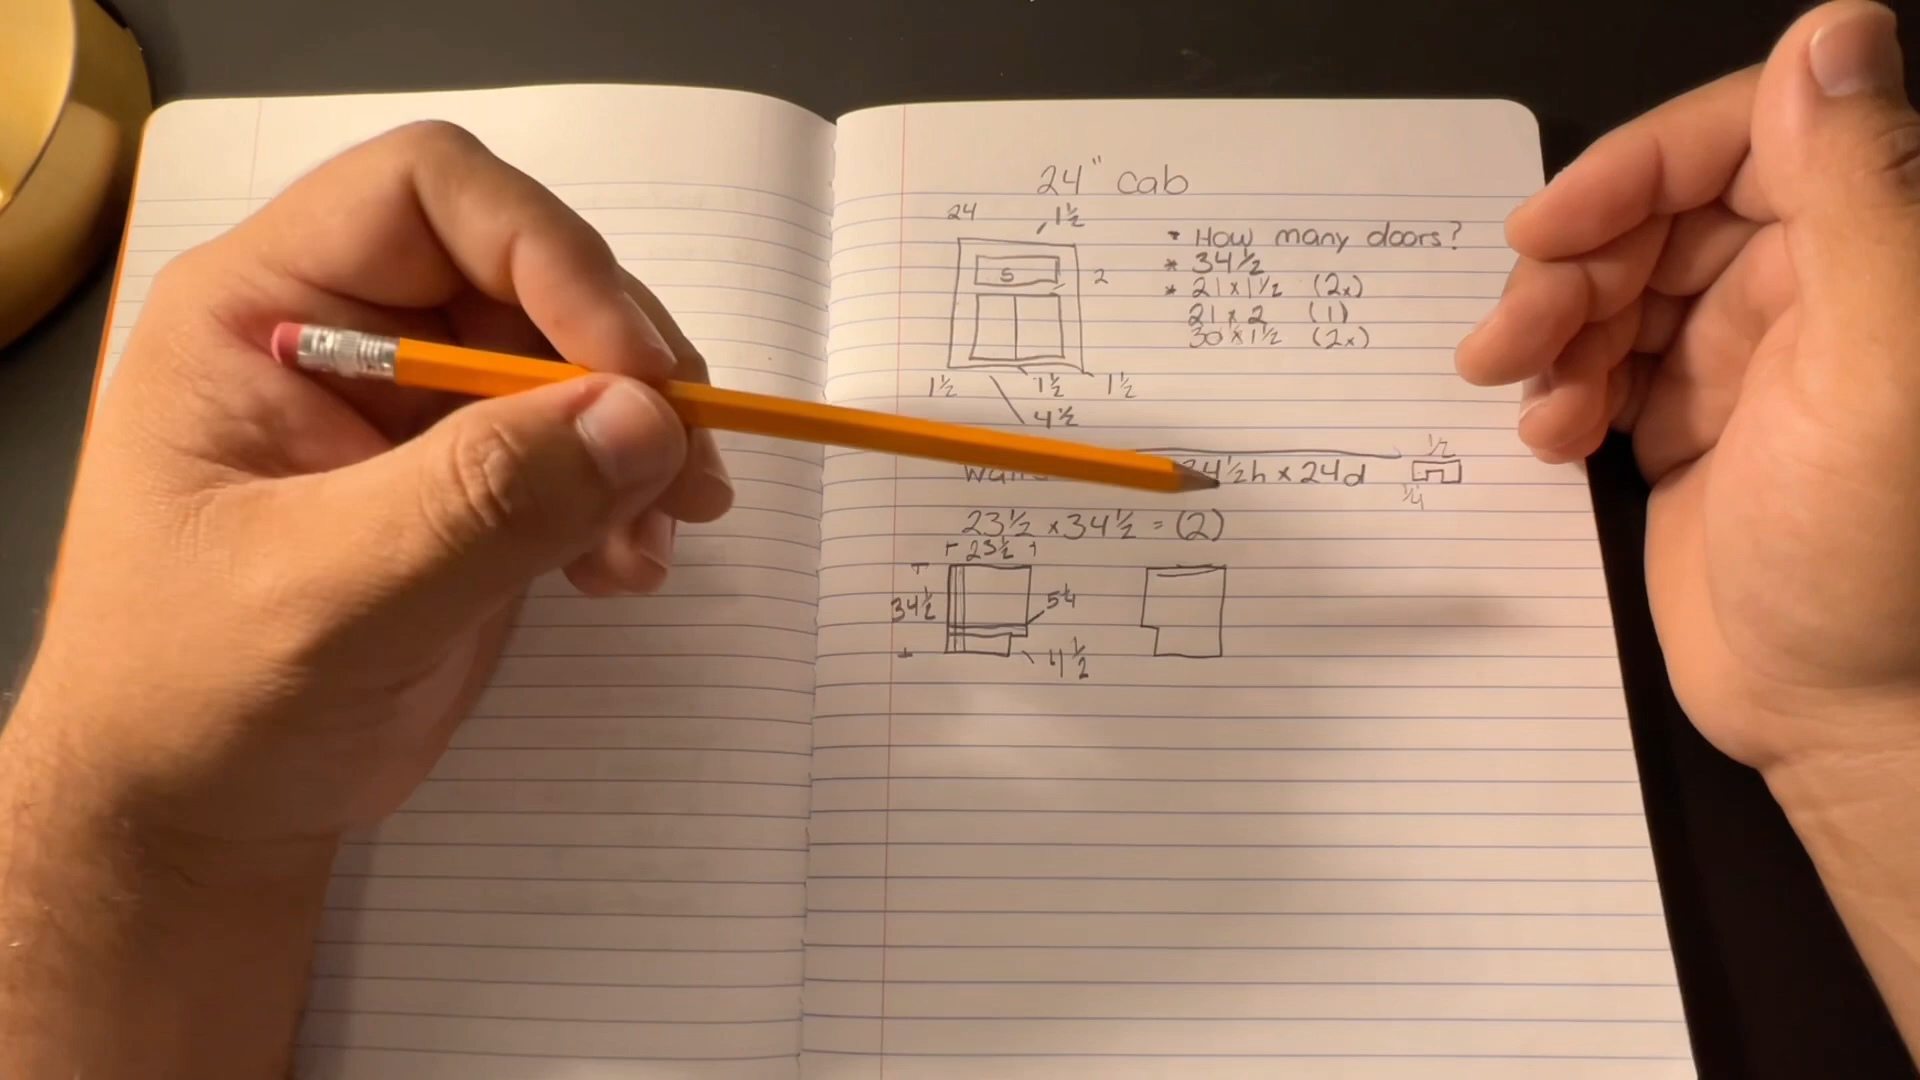 24" cab
24
1½
* How many doors?
* 34½
S
2
* 21 x 1½ (2x)
21 x 2 (1)
30 x 1½ (2x)
1½
1½
1½
4½
½
34½h x 24d
¼
23½ x 34½ = (2)
23½
34½
5¼
4½